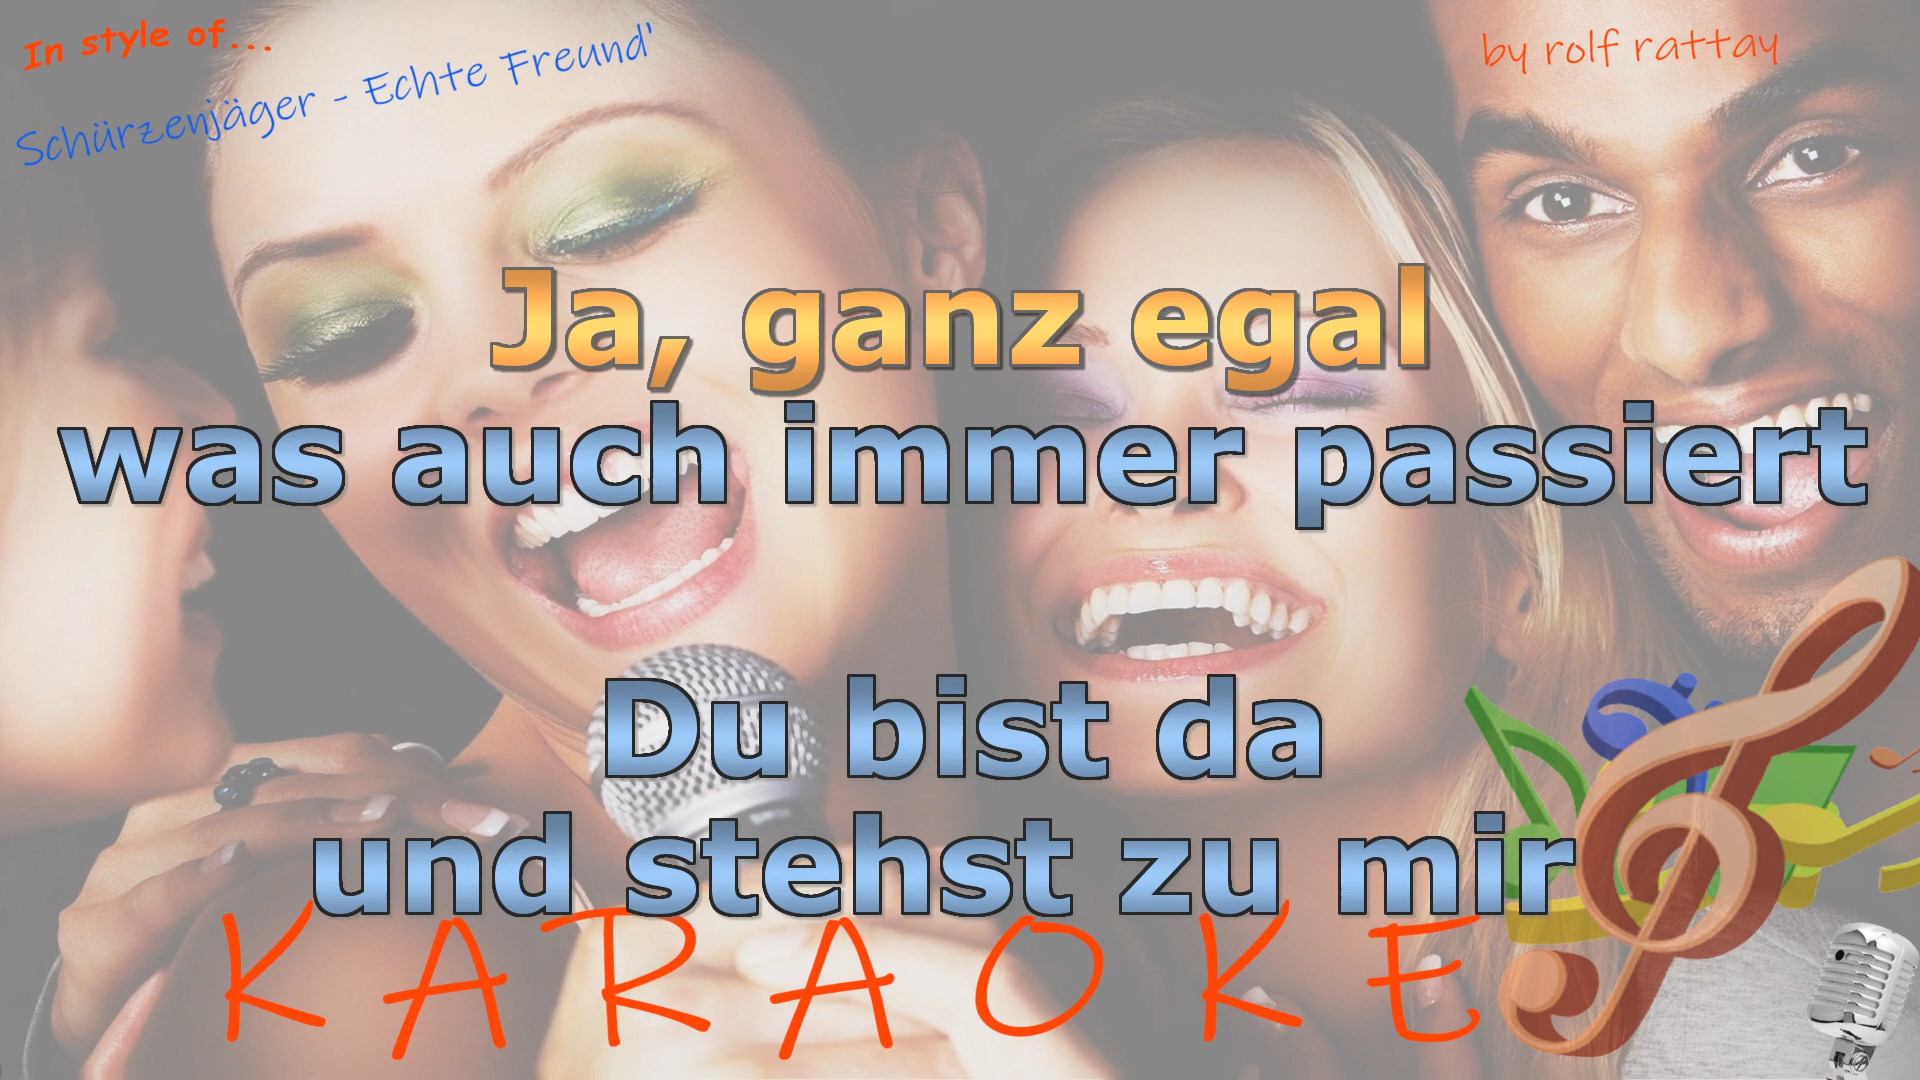 In style of...
Schürzenjäger - Echte Freund'
by rolf rattay
Ja, ganz egal
was auch immer passiert
Du bist da
und stehst zu mir
KARAOKE